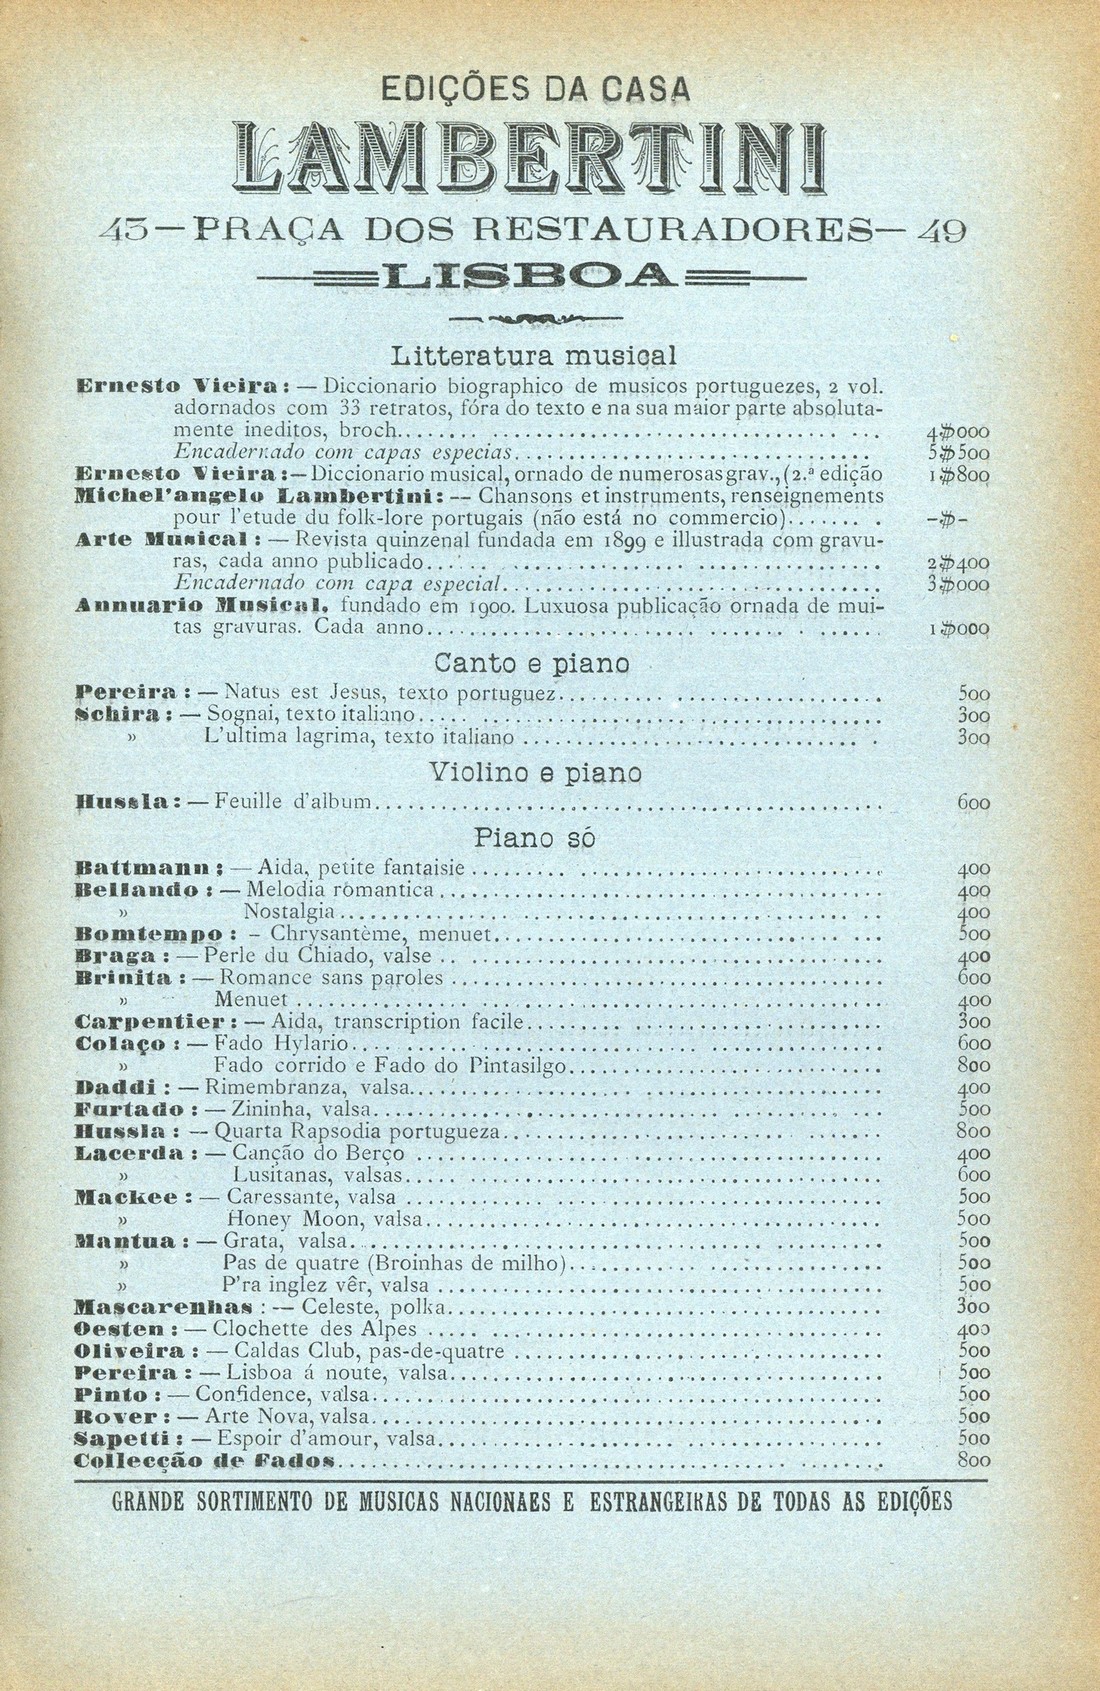 EDIÇÕES DA CASA
LAMBERTINI
43—PRAÇA DOS RESTAURADORES—49
LISBOA
Litteratura musical
Ernesto Vieira: — Diccionario biographico de musicos portuguezes, 2 vol.
adornados com 33 retratos, fóra do texto e na sua maior parte absoluta-
mente ineditos, broch. 4$000
Encadernado com capas especias 5$500
Ernesto Vieira:—Diccionario musical, ornado de numerosas grav., (2.ª edição 1$800
Michel'angelo Lambertini: — Chansons et instruments, renseignements
pour l'etude du folk-lore portugais (não está no commercio) -$-
Arte Musical: — Revista quinzenal fundada em 1899 e illustrada com gravu-
ras, cada anno publicado 2$400
Encadernado com capa especial 3$000
Annuario Musical, fundado em 1900. Luxuosa publicação ornada de mui-
tas gravuras. Cada anno 1$000
Canto e piano
Pereira: — Natus est Jesus, texto portuguez 500
Schira: — Sognai, texto italiano 300
» L'ultima lagrima, texto italiano 300
Violino e piano
Hussla: — Feuille d'album 600
Piano só
Battmann: — Aida, petite fantaisie 400
Bellando: — Melodia romantica 400
» Nostalgia 400
Bomtempo: - Chrysantème, menuet 500
Braga: — Perle du Chiado, valse 400
Brinita: — Romance sans paroles 600
» Menuet 400
Carpentier: — Aida, transcription facile 300
Colaço: — Fado Hylario 600
» Fado corrido e Fado do Pintasilgo 800
Daddi: — Rimembranza, valsa 400
Furtado: — Zininha, valsa 500
Hussla: — Quarta Rapsodia portugueza 800
Lacerda: — Canção do Berço 400
» Lusitanas, valsas 600
Mackee: — Caressante, valsa 500
» Honey Moon, valsa 500
Mantua: — Grata, valsa 500
» Pas de quatre (Broinhas de milho) 500
» P'ra inglez vêr, valsa 500
Mascarenhas: — Celeste, polka 300
Oesten: — Clochette des Alpes 400
Oliveira: — Caldas Club, pas-de-quatre 500
Pereira: — Lisboa á noute, valsa 500
Pinto: — Confidence, valsa 500
Rover: — Arte Nova, valsa 500
Sapetti: — Espoir d'amour, valsa 500
Collecção de Fados 800
GRANDE SORTIMENTO DE MUSICAS NACIONAES E ESTRANGEIRAS DE TODAS AS EDIÇÕES